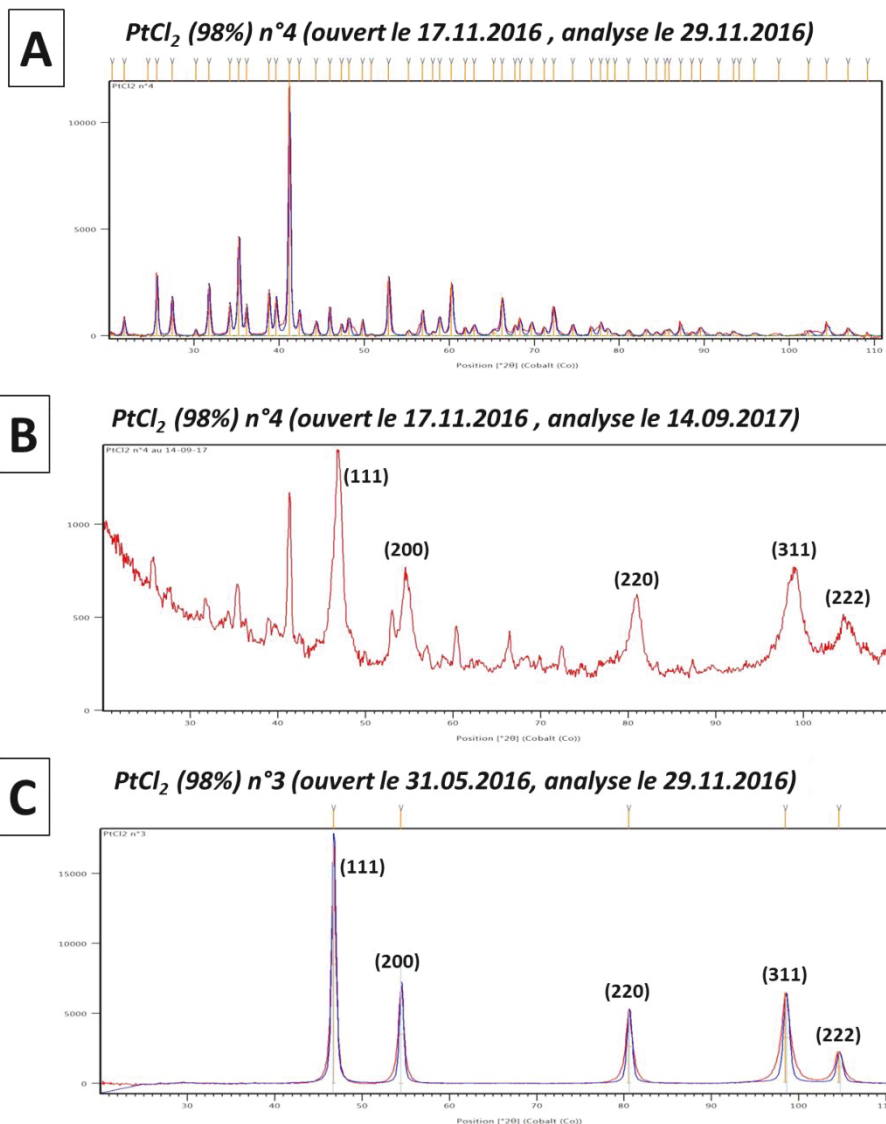 A
PtCl2 (98%) n°4 (ouvert le 17.11.2016 , analyse le 29.11.2016)
PtCl2 n°4
10000
5000
0
30 40 50 60 70 80 90 100 110
Position [°2θ] (Cobalt (Co))
B
PtCl2 (98%) n°4 (ouvert le 17.11.2016 , analyse le 14.09.2017)
PtCl2 n°4 au 14-09-17
(111)
1000
(200)
(311)
(220)
500
(222)
0
30 40 50 60 70 80 90 100
Position [°2θ] (Cobalt (Co))
C
PtCl2 (98%) n°3 (ouvert le 31.05.2016, analyse le 29.11.2016)
PtCl2 n°3
15000
(111)
10000
(200)
(311)
(220)
5000
(222)
0
30 40 50 60 70 80 90 100 110
Position [°2θ] (Cobalt (Co))